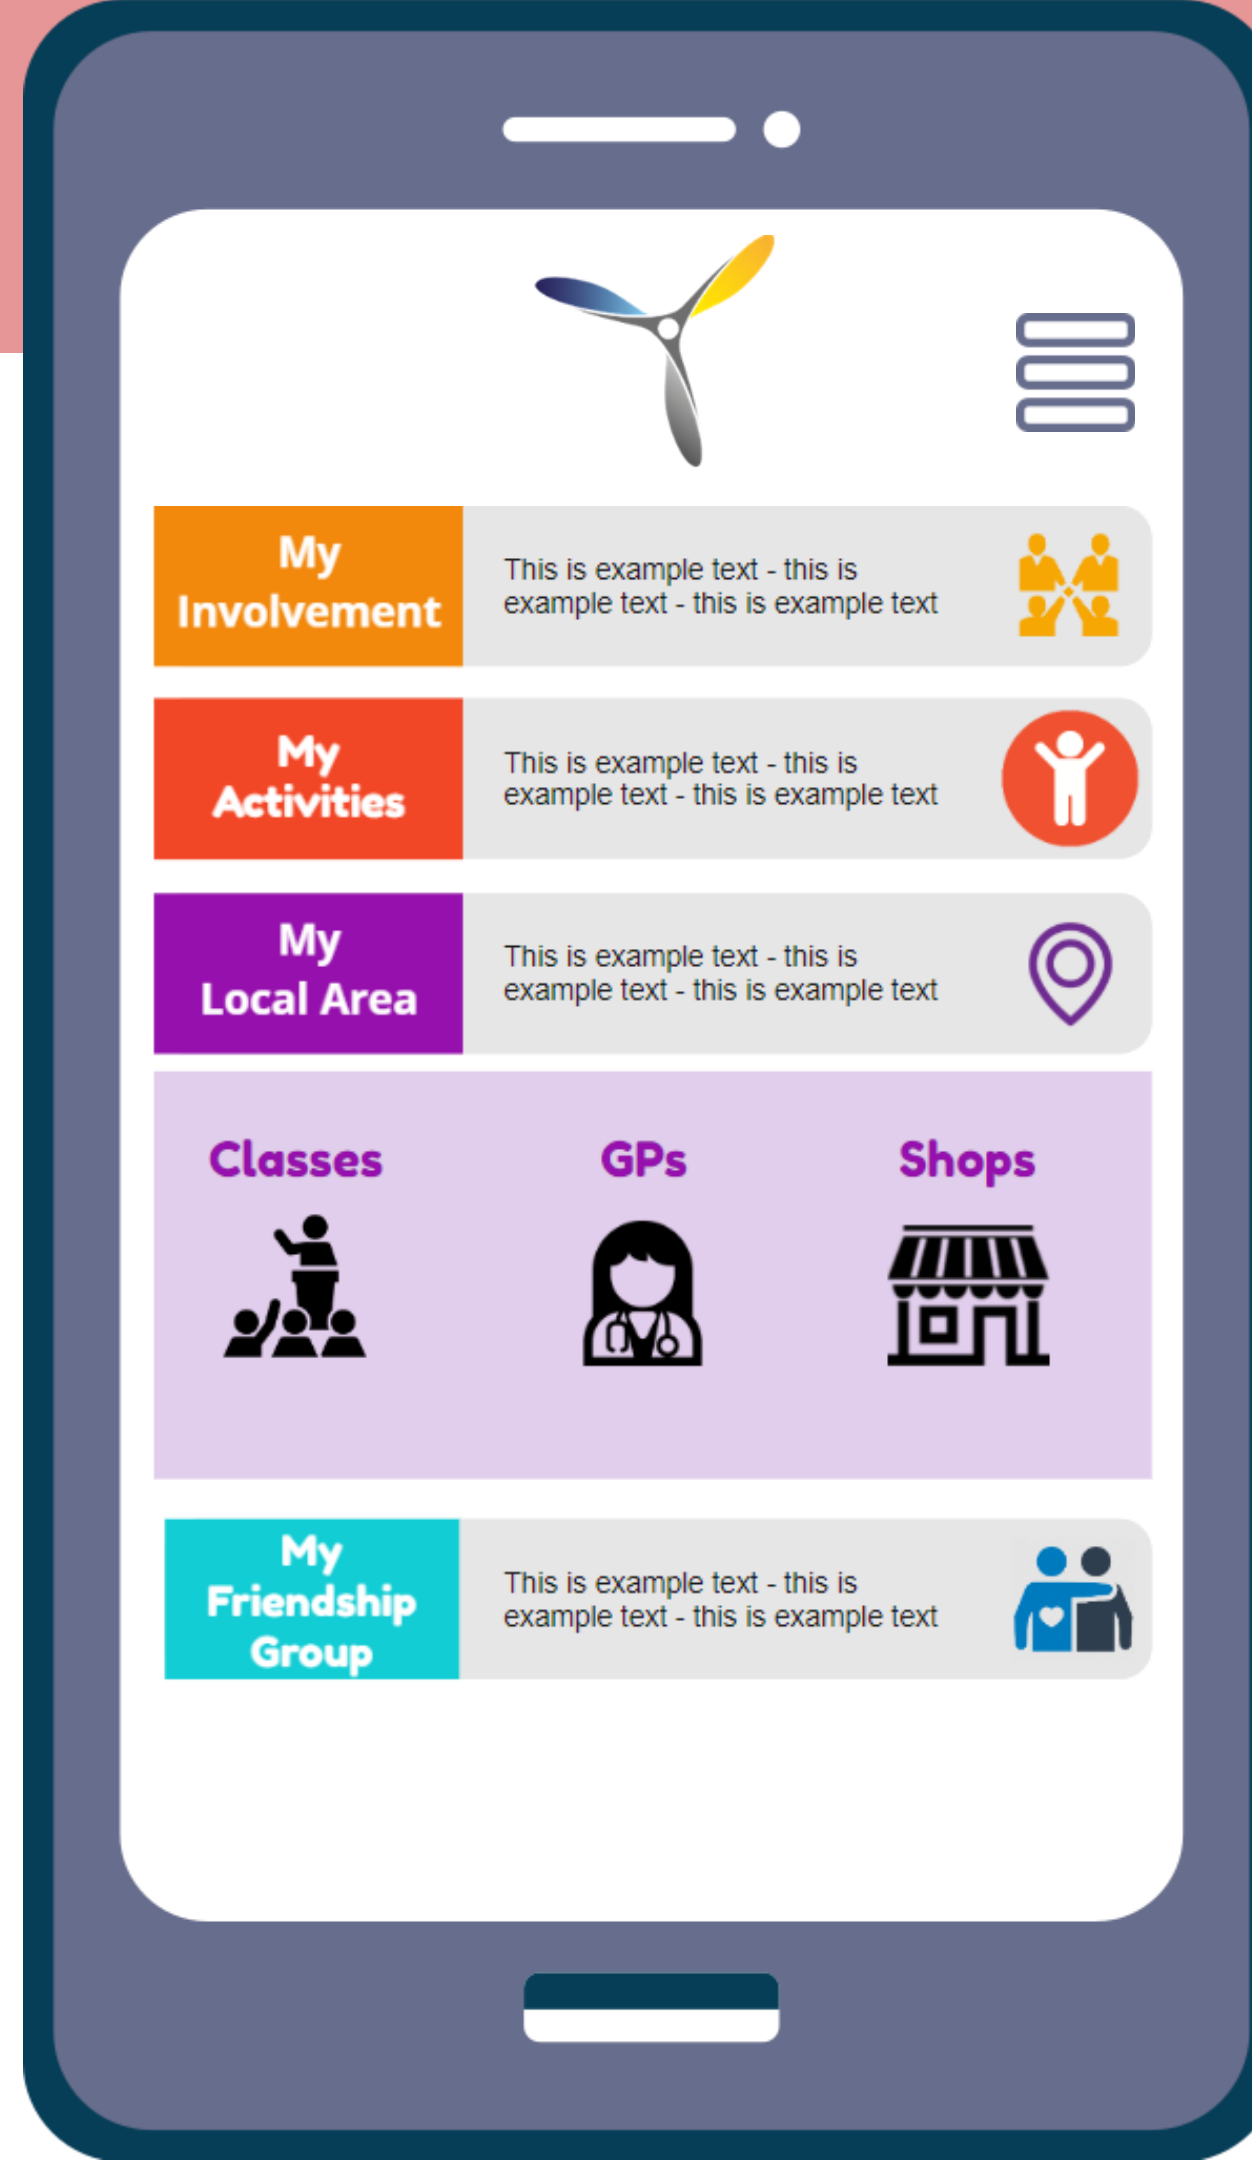 My
Involvement
This is example text - this is
example text - this is example text
My
Activities
This is example text - this is
example text - this is example text
My
Local Area
This is example text - this is
example text - this is example text
Classes
GPs
Shops
My
Friendship
Group
This is example text - this is
example text - this is example text